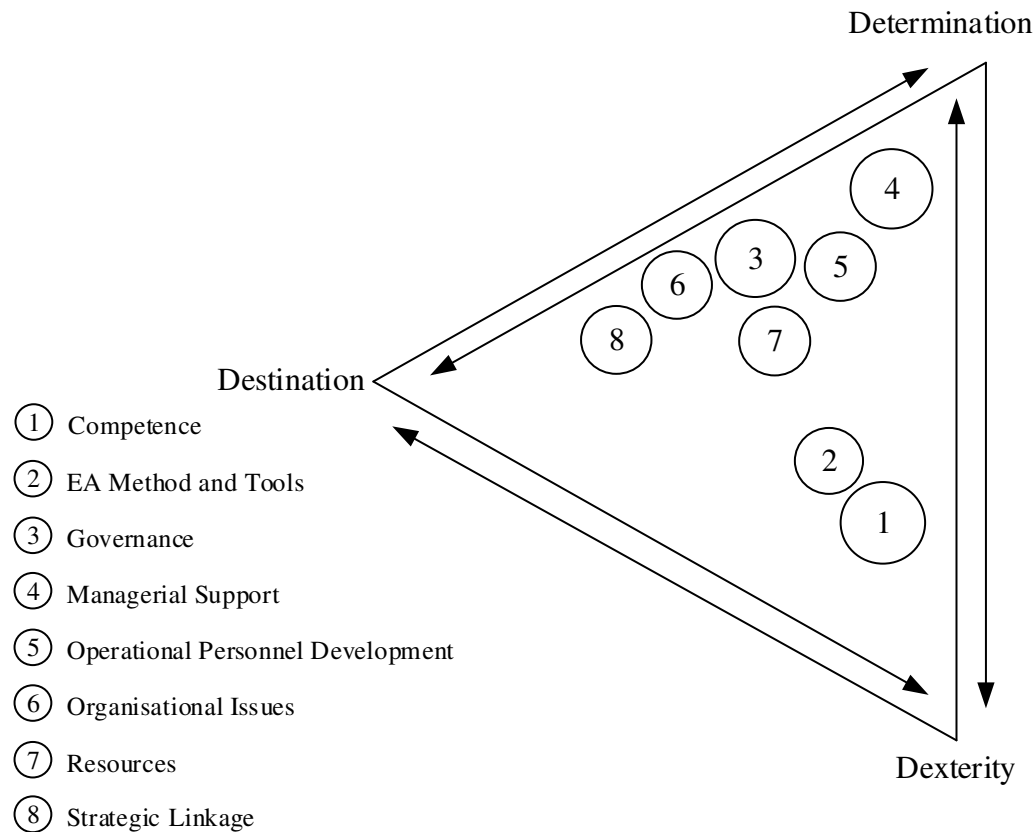 Determination
4
3
5
6
8
7
Destination
2
1
Dexterity
1 Competence
2 EA Method and Tools
3 Governance
4 Managerial Support
5 Operational Personnel Development
6 Organisational Issues
7 Resources
8 Strategic Linkage